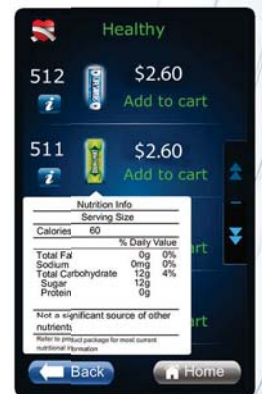 Healthy
512
$2.60
Add to cart
511
$2.60
Add to cart
Nutrition Info
Serving Size
Calories 60
% Daily Value
Total Fat 0g 0%
Sodium 0mg 0%
Total Carbohydrate 12g 4%
Sugar 12g
Protein 0g
Not a significant source of other
nutrients
Refer to product package for most current
nutritional information
rt
rt
Back
Home